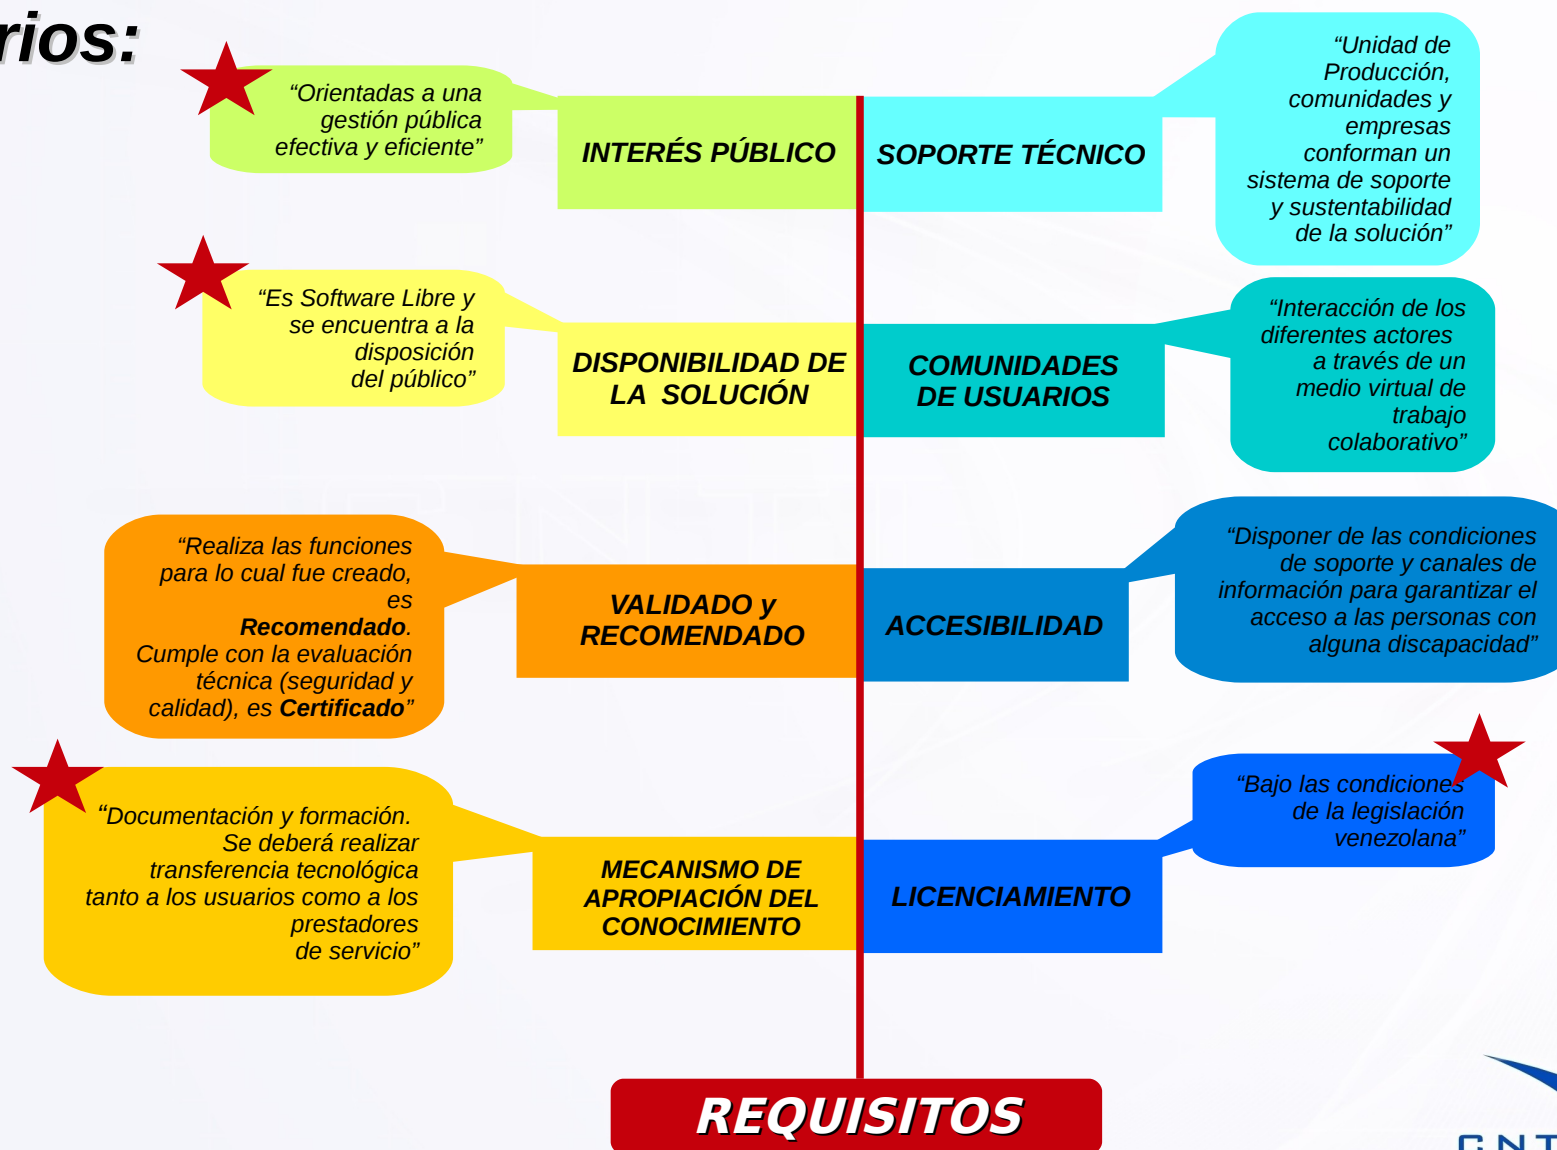 rios:
“Orientadas a una
gestión pública
efectiva y eficiente”
INTERÉS PÚBLICO
SOPORTE TÉCNICO
“Unidad de
Producción,
comunidades y
empresas
conforman un
sistema de soporte
y sustentabilidad
de la solución”
“Es Software Libre y
se encuentra a la
disposición
del público”
DISPONIBILIDAD DE
LA SOLUCIÓN
COMUNIDADES
DE USUARIOS
“Interacción de los
diferentes actores
a través de un
medio virtual de
trabajo
colaborativo”
“Realiza las funciones
para lo cual fue creado,
es
Recomendado.
Cumple con la evaluación
técnica (seguridad y
calidad), es Certificado”
VALIDADO y
RECOMENDADO
ACCESIBILIDAD
“Disponer de las condiciones
de soporte y canales de
información para garantizar el
acceso a las personas con
alguna discapacidad”
“Documentación y formación.
Se deberá realizar
transferencia tecnológica
tanto a los usuarios como a los
prestadores
de servicio”
MECANISMO DE
APROPIACIÓN DEL
CONOCIMIENTO
LICENCIAMIENTO
“Bajo las condiciones
de la legislación
venezolana”
REQUISITOS
CNT